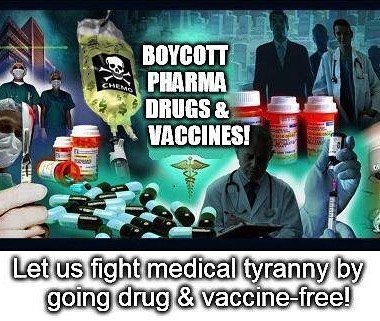 BOYCOTT
PHARMA
DRUGS &
VACCINES!
CHEMO
Let us fight medical tyranny by
going drug & vaccine-free!